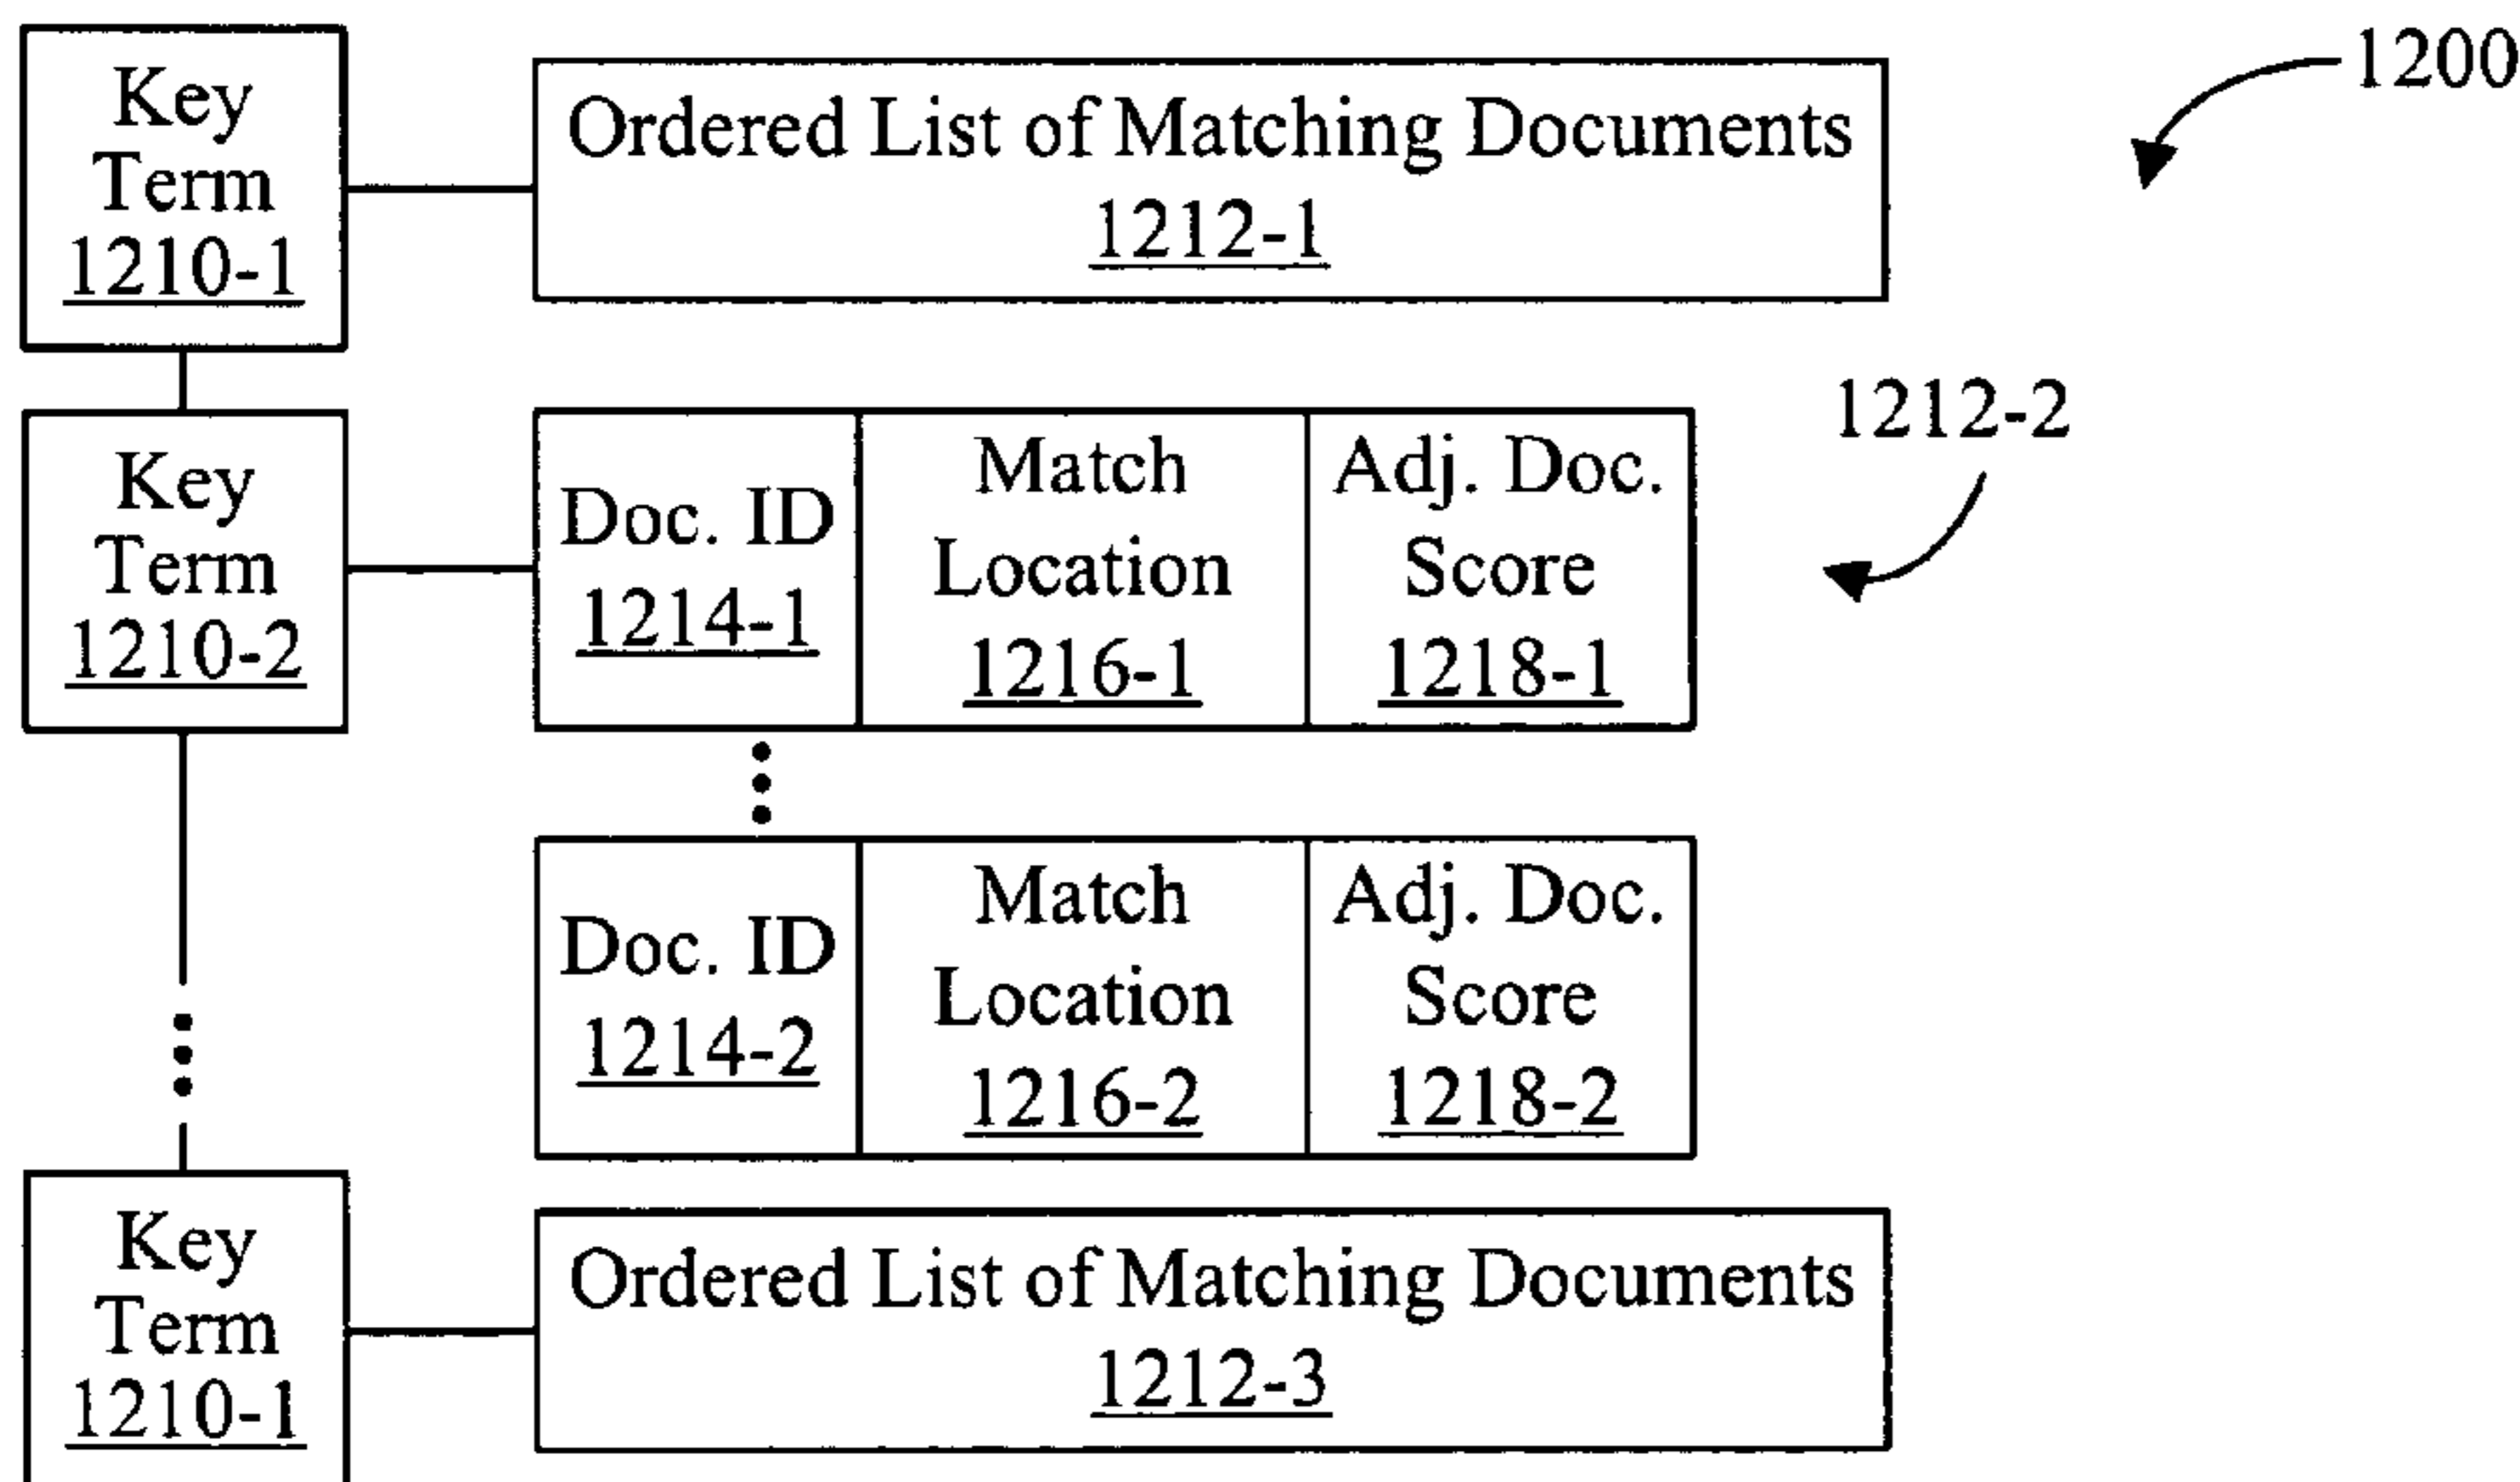 Key
Term
1210-1
Ordered List of Matching Documents
1212-1
1200
Key
Term
1210-2
Doc. ID
1214-1
Match
Location
1216-1
Adj. Doc.
Score
1218-1
1212-2
Doc. ID
1214-2
Match
Location
1216-2
Adj. Doc.
Score
1218-2
Key
Term
1210-1
Ordered List of Matching Documents
1212-3